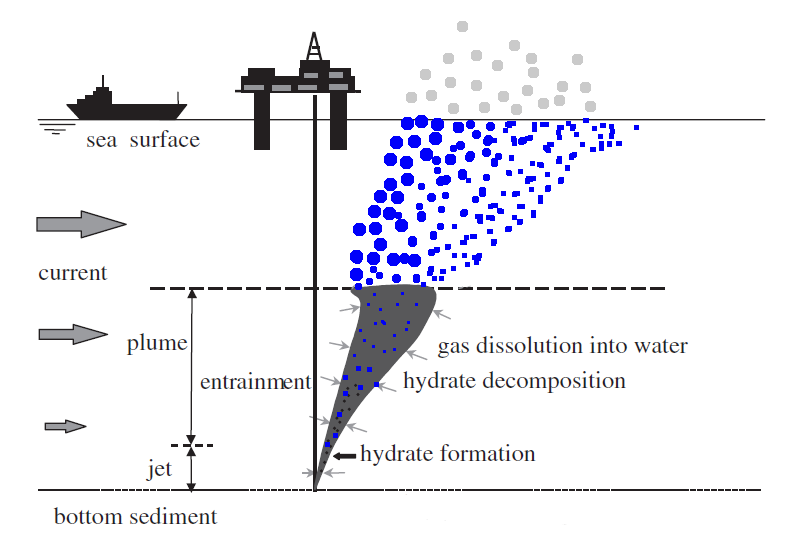 sea surface
current
plume
gas dissolution into water
entrainment
hydrate decomposition
hydrate formation
jet
bottom sediment